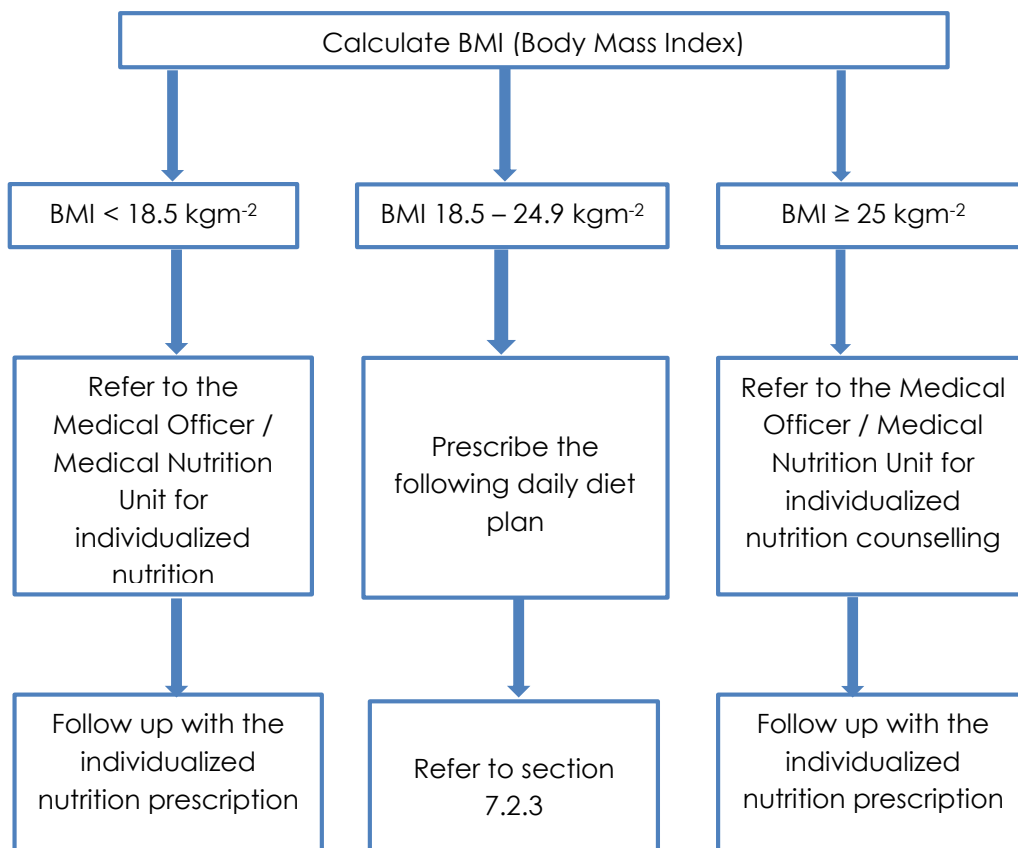 Calculate BMI (Body Mass Index)
BMI < 18.5 kgm-2
BMI 18.5 – 24.9 kgm-2
BMI ≥ 25 kgm-2
Refer to the
Medical Officer /
Medical Nutrition
Unit for
individualized
nutrition
Prescribe the
following daily diet
plan
Refer to the Medical
Officer / Medical
Nutrition Unit for
individualized
nutrition counselling
Follow up with the
individualized
nutrition prescription
Refer to section
7.2.3
Follow up with the
individualized
nutrition prescription